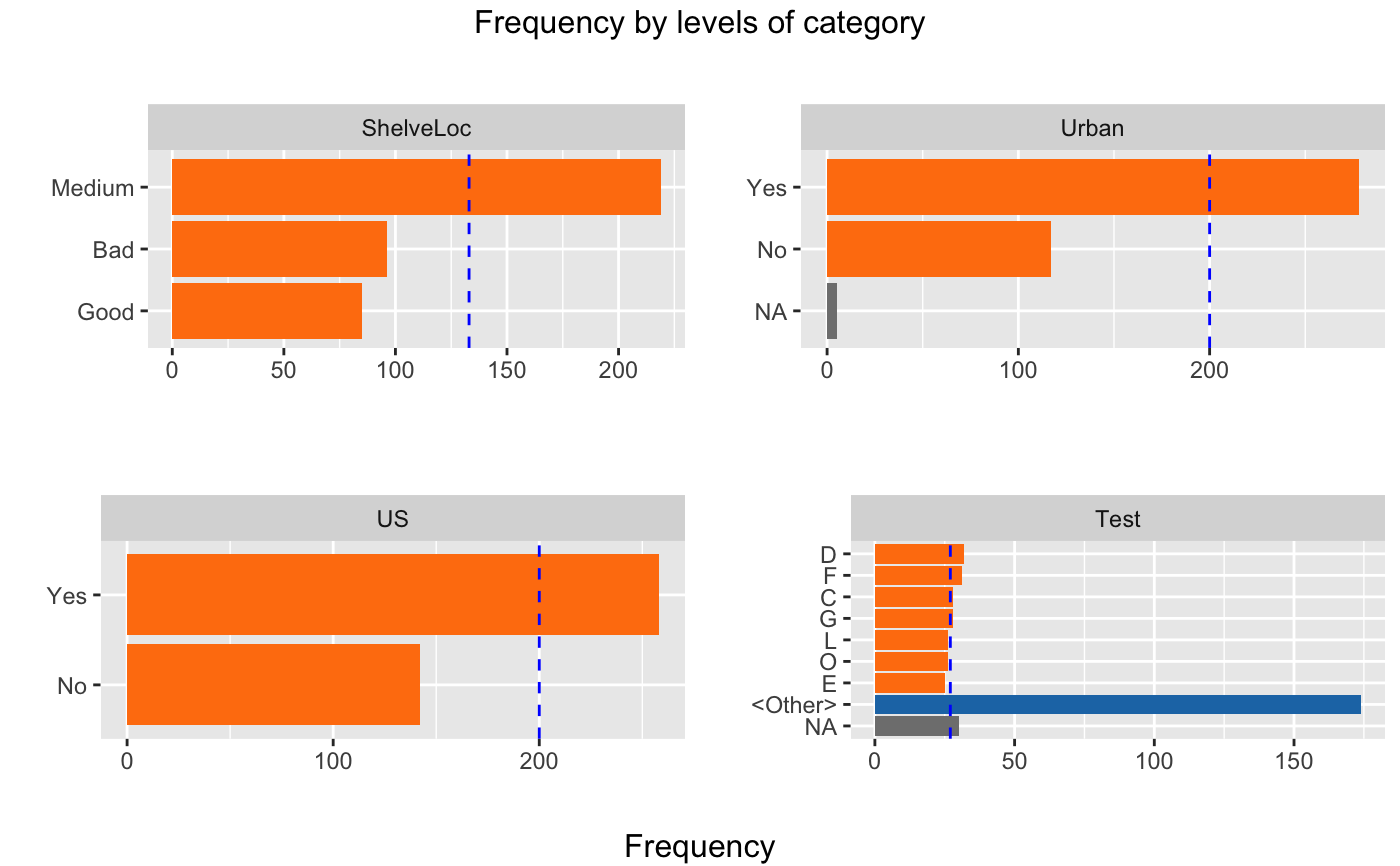 Frequency by levels of category
ShelveLoc
Medium
Bad
Good
0 50 100 150 200
Urban
Yes
No
NA
0 100 200
US
Yes
No
0 100 200
Test
D
F
C
G
L
O
E
<Other>
NA
0 50 100 150
Frequency